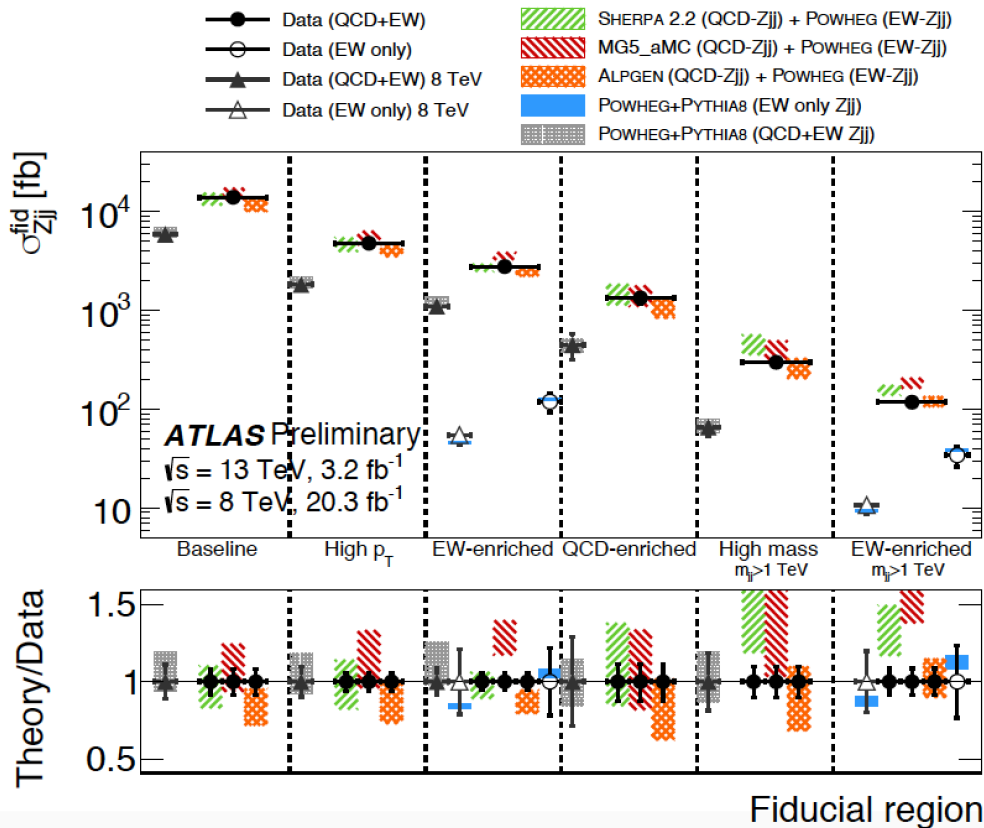 Data (QCD+EW)
Data (EW only)
Data (QCD+EW) 8 TeV
Data (EW only) 8 TeV
SHERPA 2.2 (QCD-Zjj) + POWHEG (EW-Zjj)
MG5_aMC (QCD-Zjj) + POWHEG (EW-Zjj)
ALPGEN (QCD-Zjj) + POWHEG (EW-Zjj)
POWHEG+PYTHIA8 (EW only Zjj)
POWHEG+PYTHIA8 (QCD+EW Zjj)
σ^fid_Zjj [fb]
10^4
10^3
10^2
10
ATLAS Preliminary
√s = 13 TeV, 3.2 fb^-1
√s = 8 TeV, 20.3 fb^-1
Baseline
High p_T
EW-enriched
QCD-enriched
High mass
m_jj>1 TeV
EW-enriched
m_jj>1 TeV
Theory/Data
1.5
1
0.5
Fiducial region